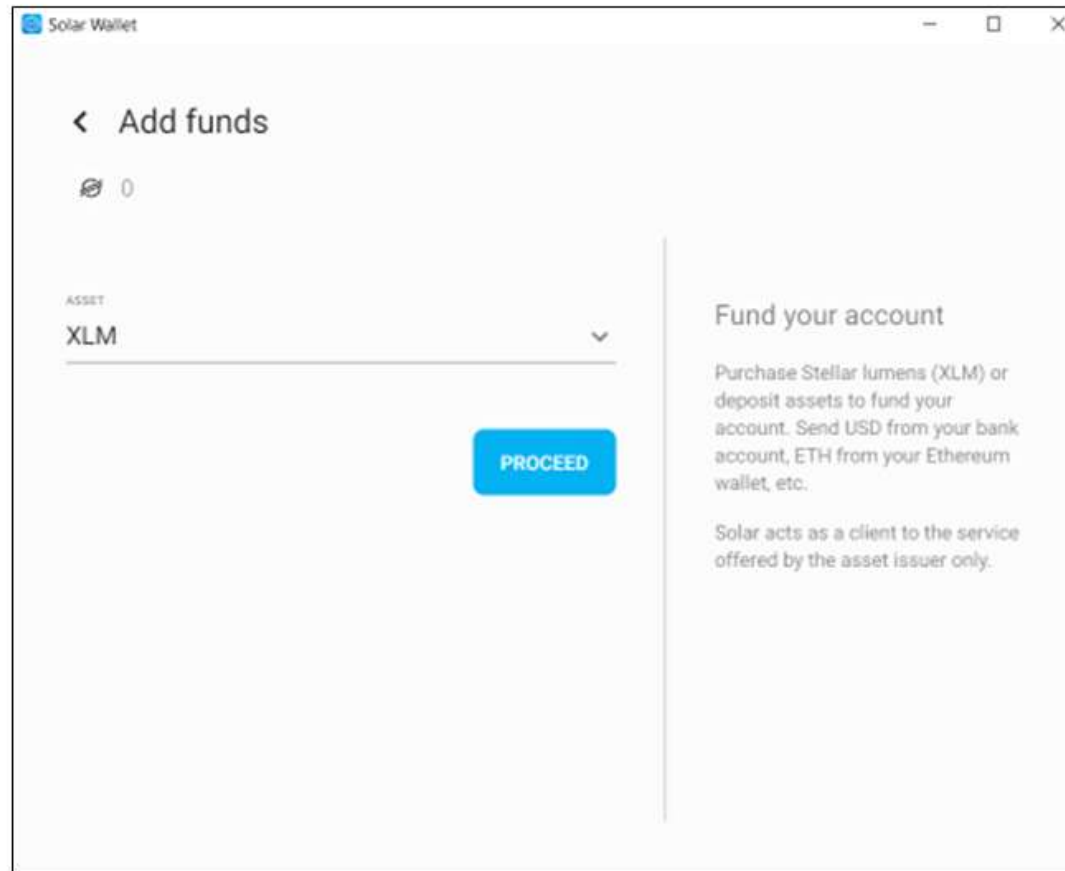 Solar Wallet
Add funds
0
ASSET
XLM
PROCEED
Fund your account
Purchase Stellar lumens (XLM) or
deposit assets to fund your
account. Send USD from your bank
account, ETH from your Ethereum
wallet, etc.
Solar acts as a client to the service
offered by the asset issuer only.